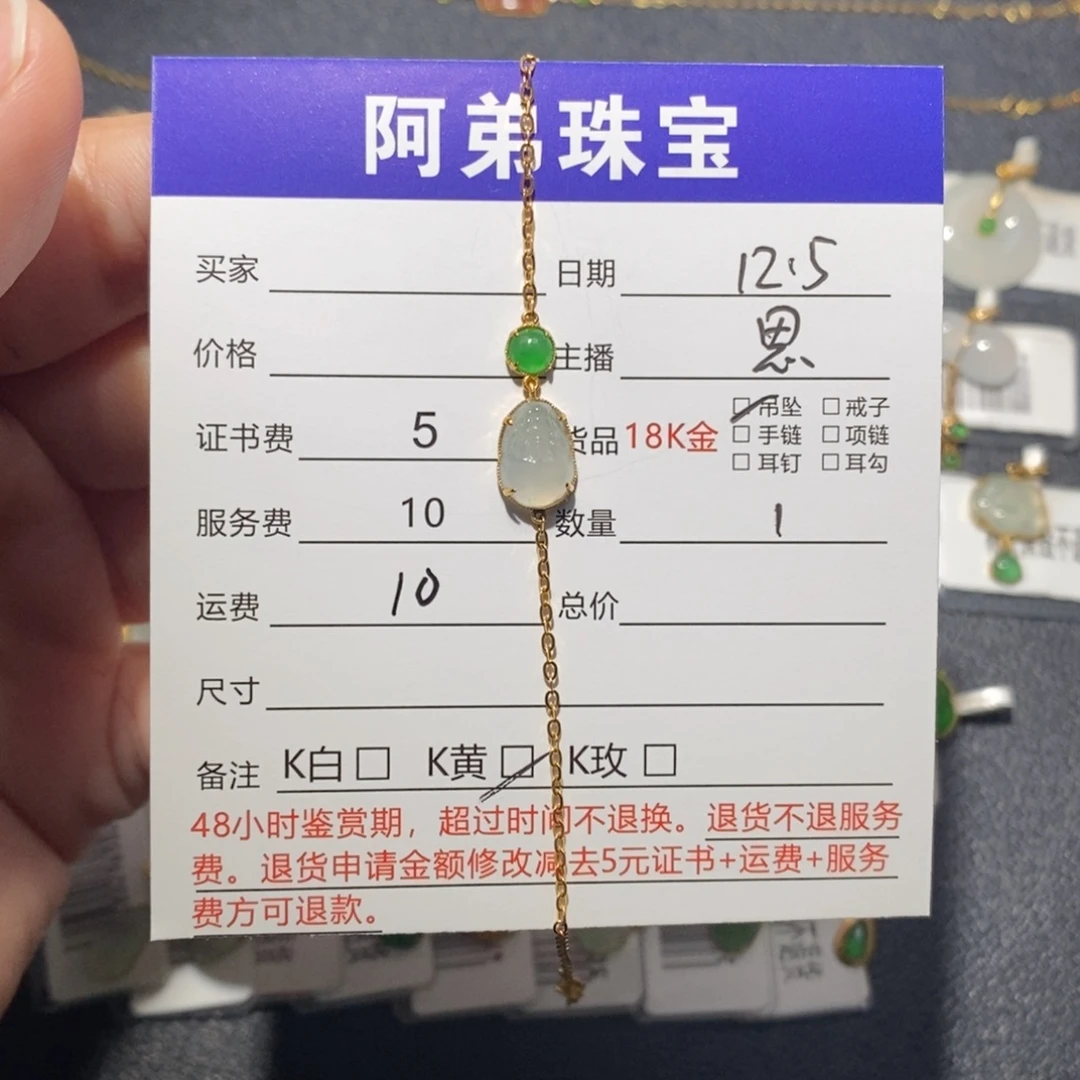 阿弟珠宝
买家 日期 12.5
价格 主播 恩
证书费 5 货品 18K金 □吊坠 □戒子
□手链 □项链
□耳钉 □耳勾
服务费 10 数量 1
运费 10 总价
尺寸
备注 K白□ K黄□ K玫□
48小时鉴赏期，超过时间不退换。退货不退服务
费。退货申请金额修改减去5元证书+运费+服务
费方可退款。